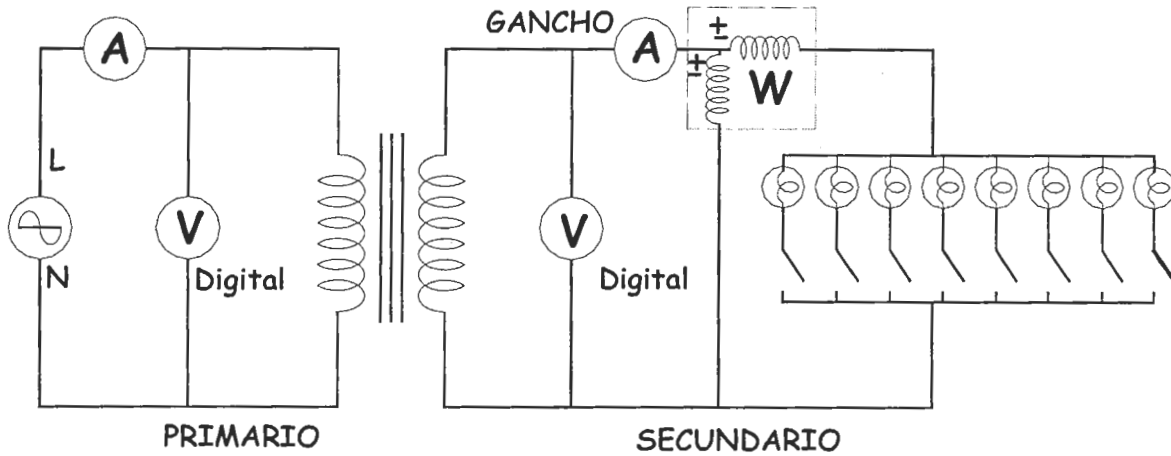 GANCHO
A
A
±
±
W
L
N
V
Digital
V
Digital
PRIMARIO
SECUNDARIO